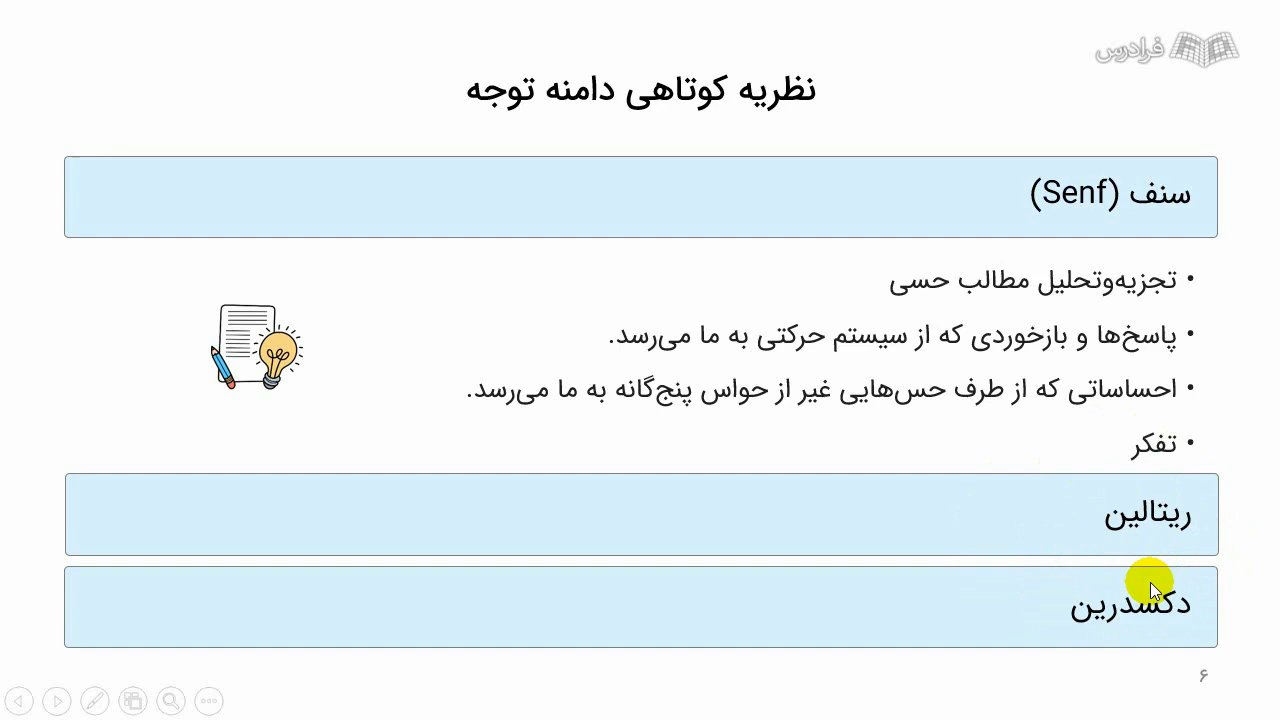 فرادرس
نظریه کوتاهی دامنه توجه
سنف (Senf)
• تجزیه‌وتحلیل مطالب حسی
• پاسخ‌ها و بازخوردی که از سیستم حرکتی به ما می‌رسد.
• احساساتی که از طرف حس‌هایی غیر از حواس پنج‌گانه به ما می‌رسد.
• تفکر
ریتالین
دکسدرین
۶